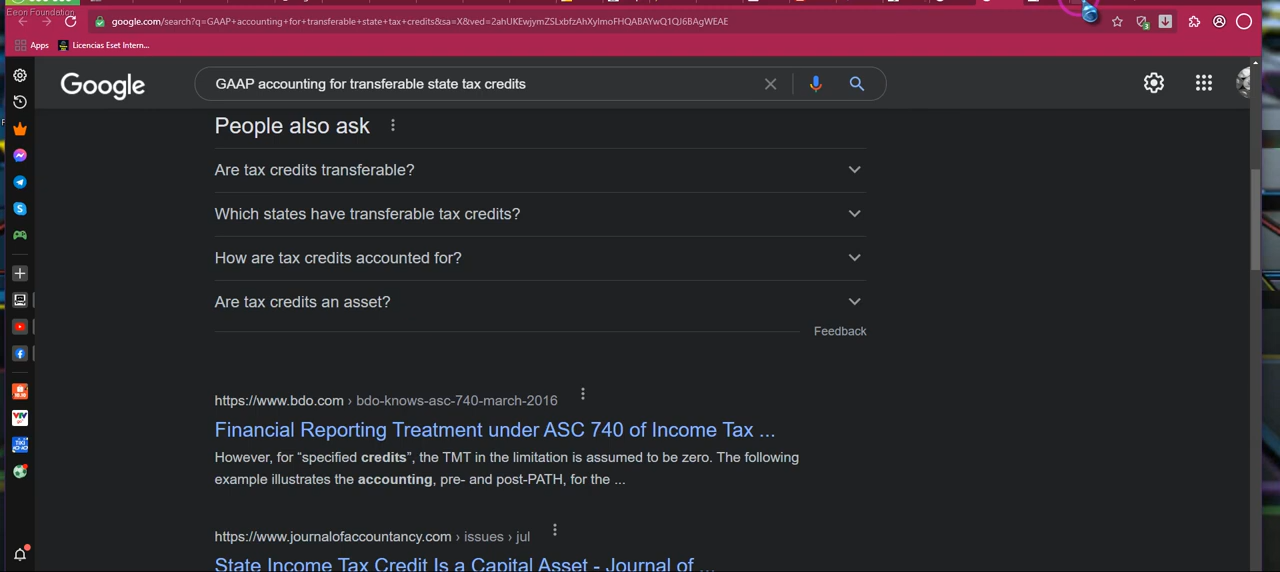 google.com/search?q=GAAP+accounting+for+transferable+state+tax+credits&sa=X&ved=2ahUKEwjymZSLxbfzAhXylmoFHQABAYwQ1QJ6BAgWEAE
Eeon Foundation
Apps
Licencias Eset Intern...
Google
GAAP accounting for transferable state tax credits
People also ask
Are tax credits transferable?
Which states have transferable tax credits?
How are tax credits accounted for?
Are tax credits an asset?
Feedback
https://www.bdo.com › bdo-knows-asc-740-march-2016
Financial Reporting Treatment under ASC 740 of Income Tax ...
However, for “specified credits”, the TMT in the limitation is assumed to be zero. The following
example illustrates the accounting, pre- and post-PATH, for the ...
https://www.journalofaccountancy.com › issues › jul
State Income Tax Credit Is a Capital Asset - Journal of ...